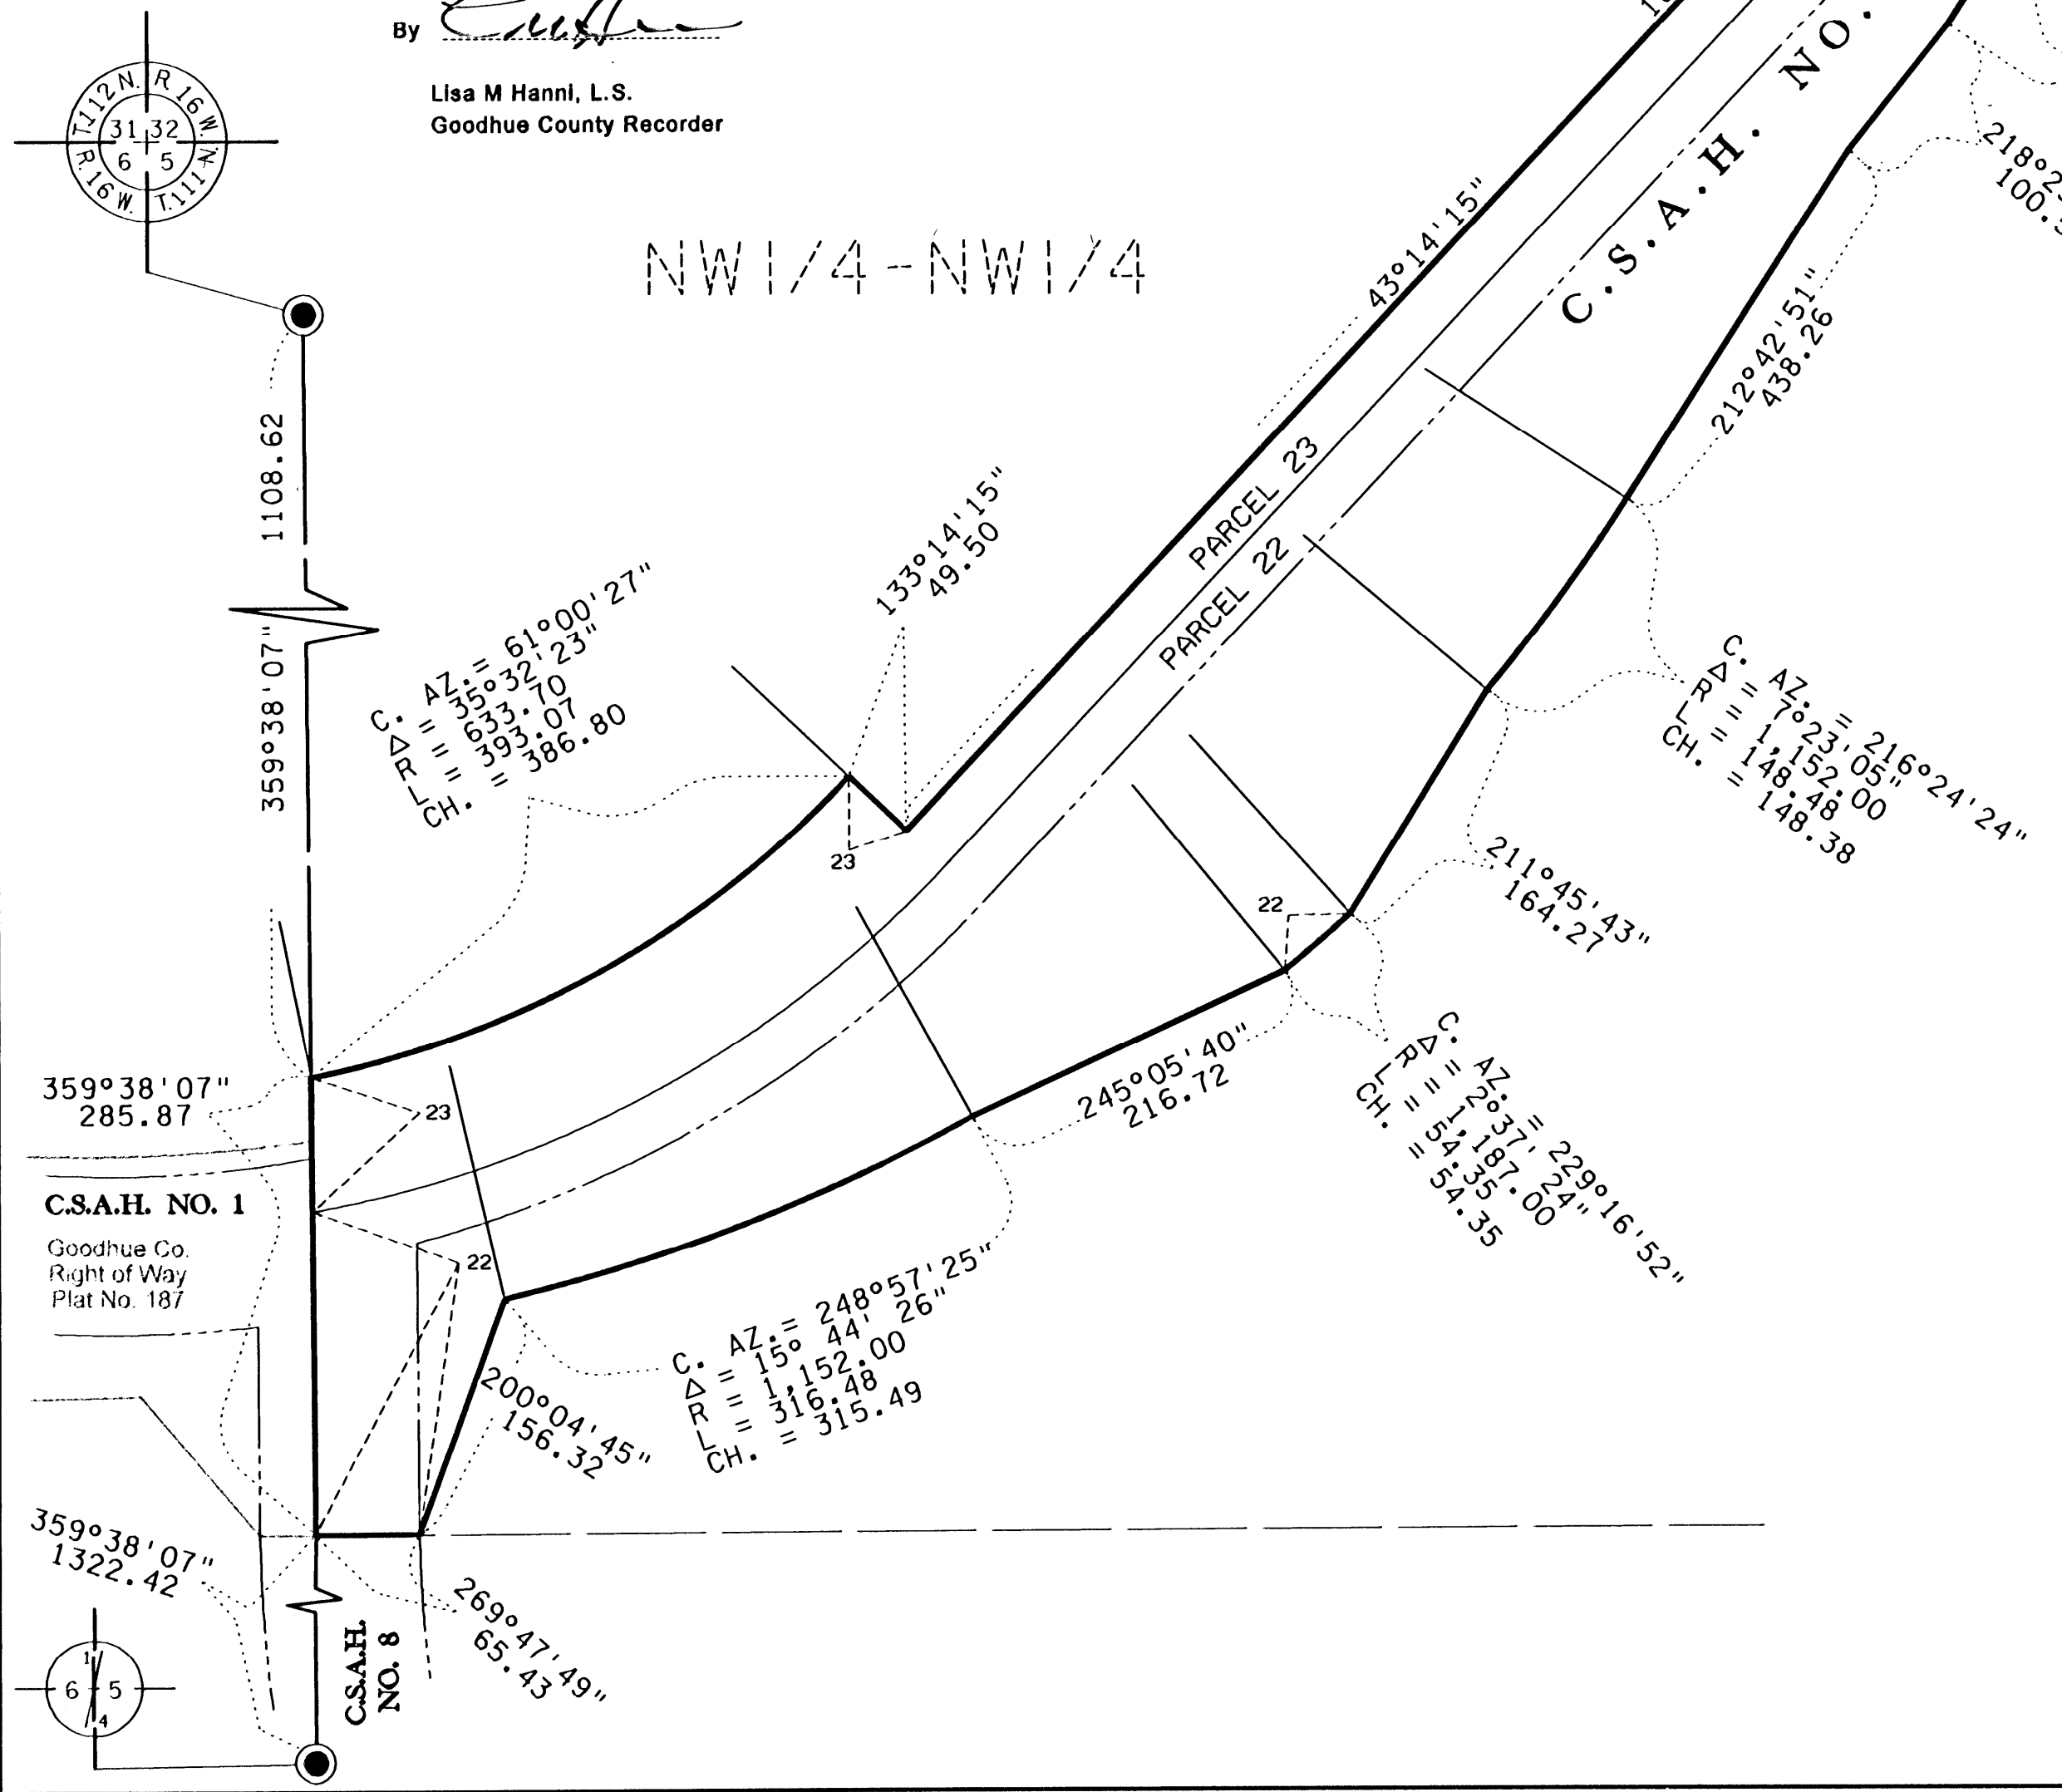 By
Lisa M Hanni, L.S.
Goodhue County Recorder
T.112 N. R 16 W.
31 32
6 5
R. 16 W. T.111 N.
NW1/4-NW1/4
C.S.A.H. NO.
43°14'15"
218°2
100.
212°42'51"
438.26
1108.62
359°38'07"
PARCEL 23
PARCEL 22
133°14'15"
49.50
C. AZ.= 61°00'27"
Δ = 35°32'23"
R = 633.70
L = 393.07
CH. = 386.80
23
C. AZ. = 216°24'24"
Δ = 7°23'05"
R = 1,152.00
L = 148.48
CH. = 148.38
22
211°45'43"
164.27
C. AZ. = 229°16'52"
Δ = 2°37'24"
R = 1,187.00
L = 54.35
CH. = 54.35
245°05'40"
216.72
359°38'07"
285.87
23
C.S.A.H. NO. 1
Goodhue Co.
Right of Way
Plat No. 187
22
C. AZ.= 248°57'25"
Δ = 15° 44' 26"
R = 1,152.00
L = 316.48
CH. = 315.49
200°04'45"
156.32
359°38'07"
1322.42
269°47'49"
65.43
C.S.A.H.
NO. 8
1
6 5
4